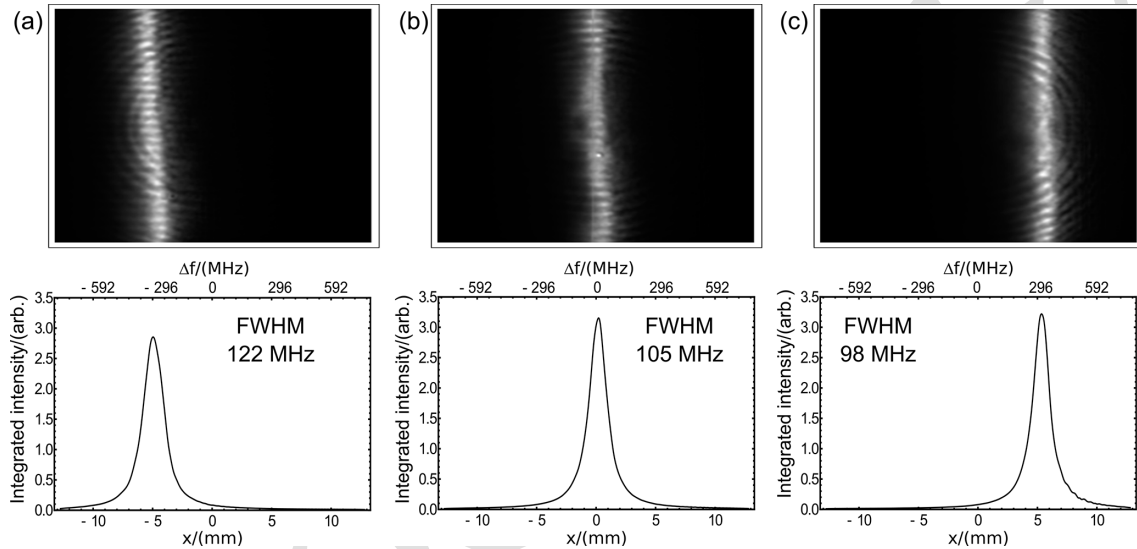 (a)
(b)
(c)
Δf/(MHz)
- 592 - 296 0 296 592
Integrated intensity/(arb.)
3.5
3.0
2.5
2.0
1.5
1.0
0.5
0.0
FWHM
122 MHz
- 10 - 5 0 5 10
x/(mm)
Δf/(MHz)
- 592 - 296 0 296 592
Integrated intensity/(arb.)
3.5
3.0
2.5
2.0
1.5
1.0
0.5
0.0
FWHM
105 MHz
- 10 - 5 0 5 10
x/(mm)
Δf/(MHz)
- 592 - 296 0 296 592
Integrated intensity/(arb.)
3.5
3.0
2.5
2.0
1.5
1.0
0.5
0.0
FWHM
98 MHz
- 10 - 5 0 5 10
x/(mm)